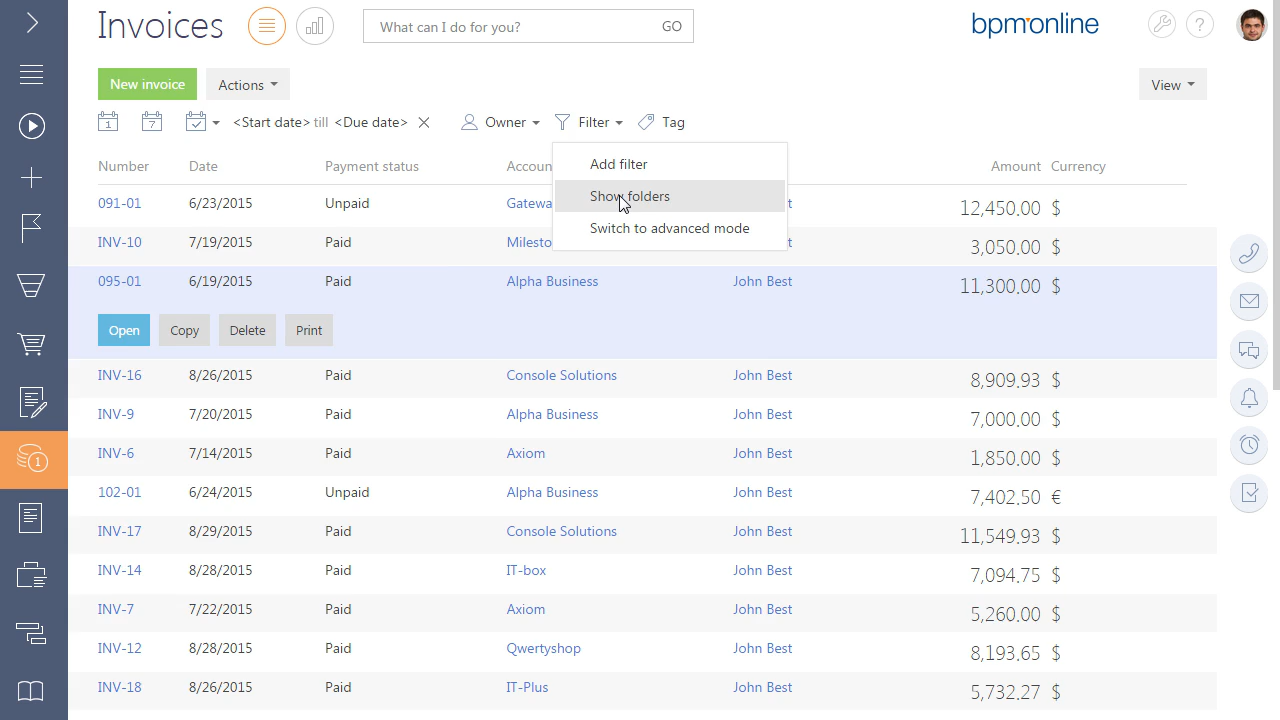 Invoices
What can I do for you? GO
bpm'online
New invoice Actions View
1 7 <Start date> till <Due date> Owner Filter Tag
Add filter
Show folders
Switch to advanced mode
Number Date Payment status Amount Currency
091-01 6/23/2015 Unpaid 12,450.00 $
INV-10 7/19/2015 Paid 3,050.00 $
095-01 6/19/2015 Paid Alpha Business John Best 11,300.00 $
Open Copy Delete Print
INV-16 8/26/2015 Paid Console Solutions John Best 8,909.93 $
INV-9 7/20/2015 Paid Alpha Business John Best 7,000.00 $
INV-6 7/14/2015 Paid Axiom John Best 1,850.00 $
102-01 6/24/2015 Unpaid Alpha Business John Best 7,402.50 €
1
INV-17 8/29/2015 Paid Console Solutions John Best 11,549.93 $
INV-14 8/28/2015 Paid IT-box John Best 7,094.75 $
INV-7 7/22/2015 Paid Axiom John Best 5,260.00 $
INV-12 8/28/2015 Paid Qwertyshop John Best 8,193.65 $
INV-18 8/26/2015 Paid IT-Plus John Best 5,732.27 $